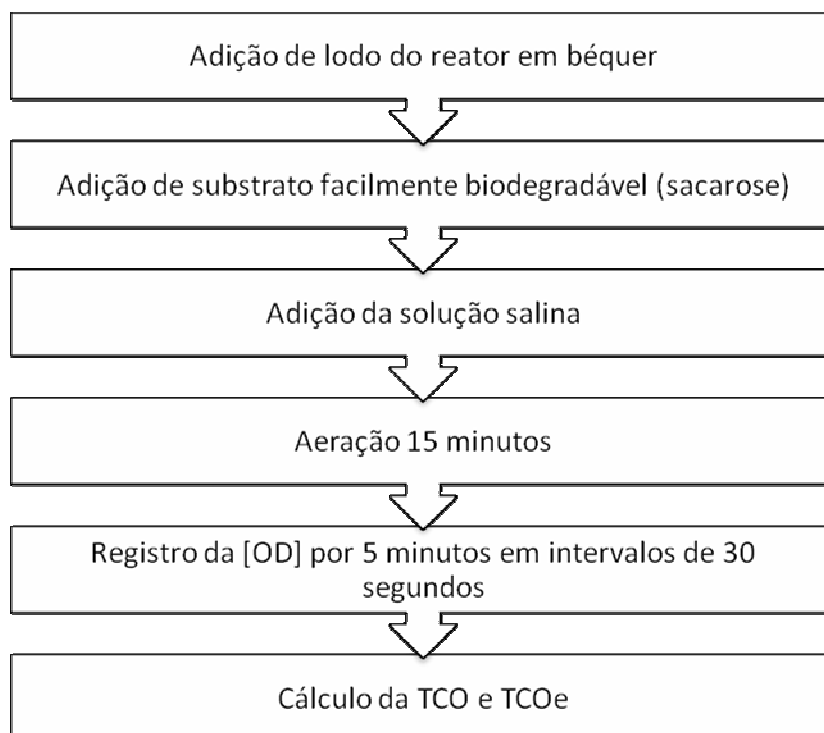 Adição de lodo do reator em béquer
Adição de substrato facilmente biodegradável (sacarose)
Adição da solução salina
Aeração 15 minutos
Registro da [OD] por 5 minutos em intervalos de 30
segundos
Cálculo da TCO e TCOe